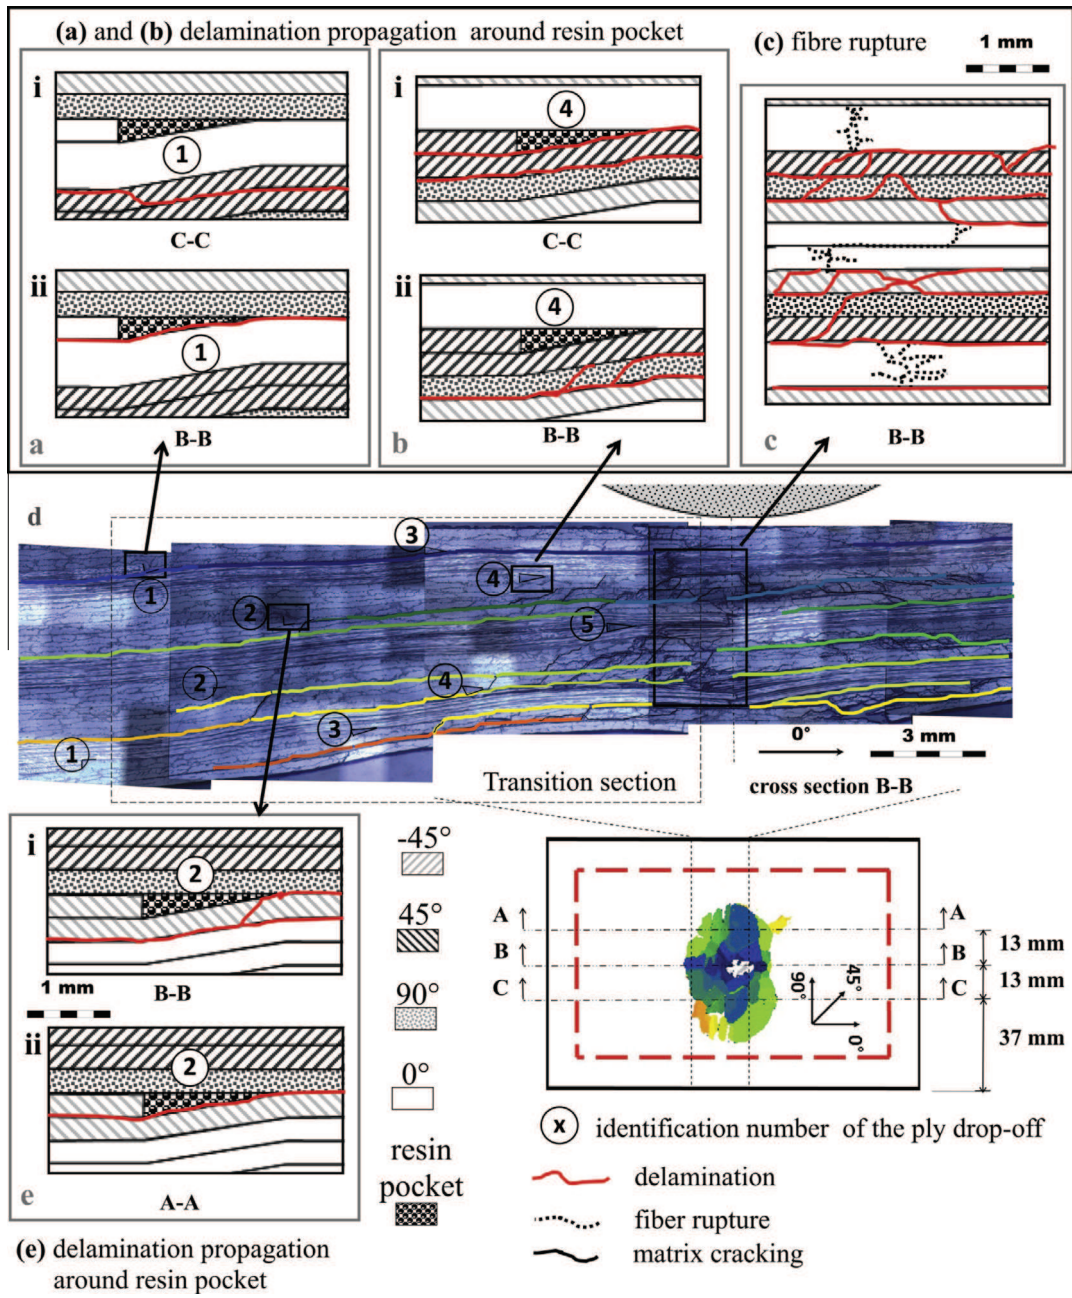 (a) and (b) delamination propagation around resin pocket
(c) fibre rupture
1 mm
i
1
C-C
ii
1
B-B
a
i
4
C-C
ii
4
B-B
b
B-B
c
d
3
1
2
4
5
2
4
3
1
Transition section
0°
3 mm
cross section B-B
i
2
B-B
1 mm
ii
2
A-A
e
(e) delamination propagation
around resin pocket
-45°
45°
90°
0°
resin
pocket
A
A
B
B
C
C
90°
45°
0°
13 mm
13 mm
37 mm
x identification number of the ply drop-off
delamination
fiber rupture
matrix cracking